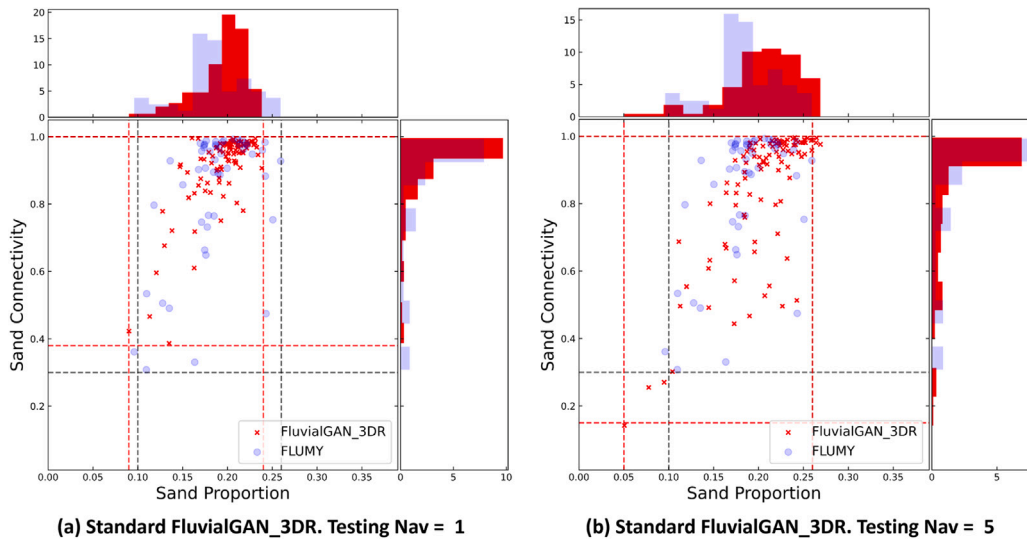 20
15
10
5
0
1.0
0.8
0.6
0.4
0.2
Sand Connectivity
FluvialGAN_3DR
FLUMY
0.00 0.05 0.10 0.15 0.20 0.25 0.30 0.35 0
5
10
Sand Proportion
(a) Standard FluvialGAN_3DR. Testing Nav = 1
15
10
5
0
1.0
0.8
0.6
0.4
0.2
Sand Connectivity
FluvialGAN_3DR
FLUMY
0.00 0.05 0.10 0.15 0.20 0.25 0.30 0.35 0
5
Sand Proportion
(b) Standard FluvialGAN_3DR. Testing Nav = 5